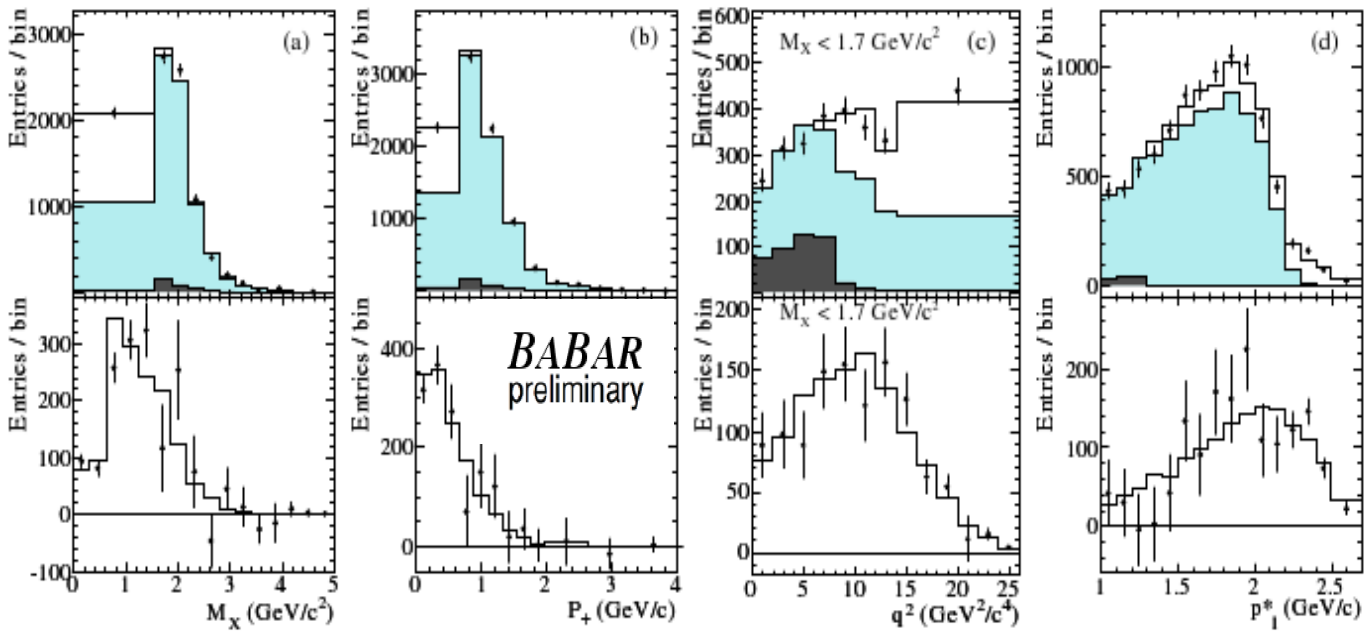 Entries / bin
3000
2000
1000
(a)
Entries / bin
3000
2000
1000
(b)
Entries / bin
600
500
400
300
200
100
M_X < 1.7 GeV/c²
(c)
Entries / bin
1000
500
0
(d)
Entries / bin
300
200
100
0
-100
0 1 2 3 4 5
M_X (GeV/c²)
Entries / bin
400
200
0
BABAR
preliminary
0 1 2 3 4
P_+ (GeV/c)
Entries / bin
200
150
100
50
0
M_X < 1.7 GeV/c²
0 5 10 15 20 25
q² (GeV²/c⁴)
Entries / bin
200
100
0
1 1.5 2 2.5
p*_l (GeV/c)